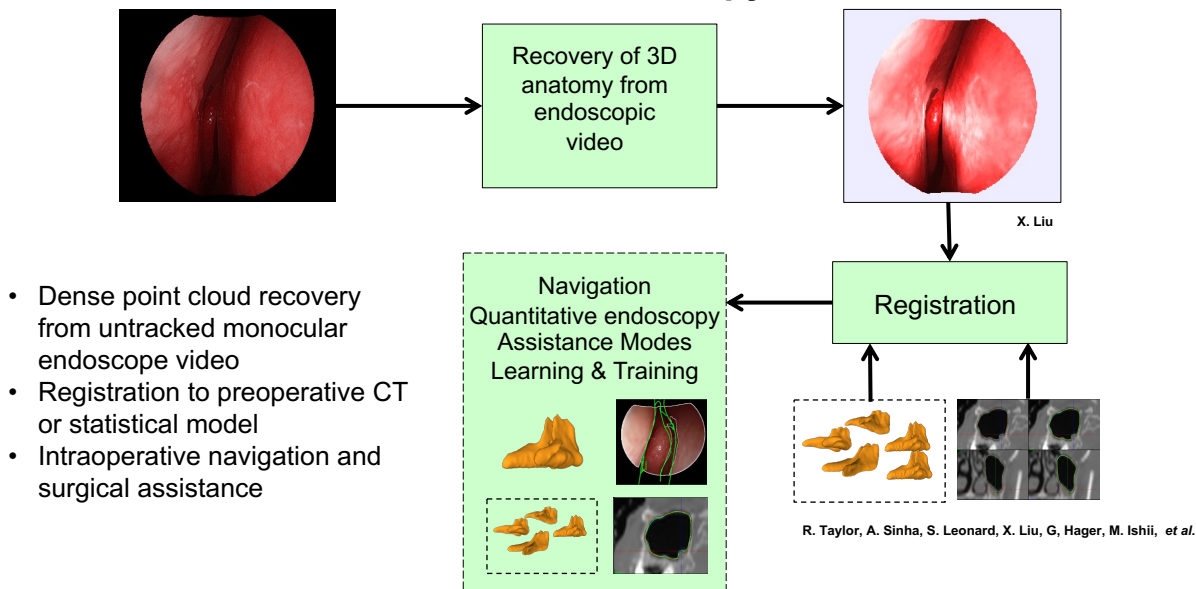 Recovery of 3D
anatomy from
endoscopic
video
X. Liu
• Dense point cloud recovery
from untracked monocular
endoscope video
• Registration to preoperative CT
or statistical model
• Intraoperative navigation and
surgical assistance
Navigation
Quantitative endoscopy
Assistance Modes
Learning & Training
Registration
R. Taylor, A. Sinha, S. Leonard, X. Liu, G, Hager, M. Ishii, et al.